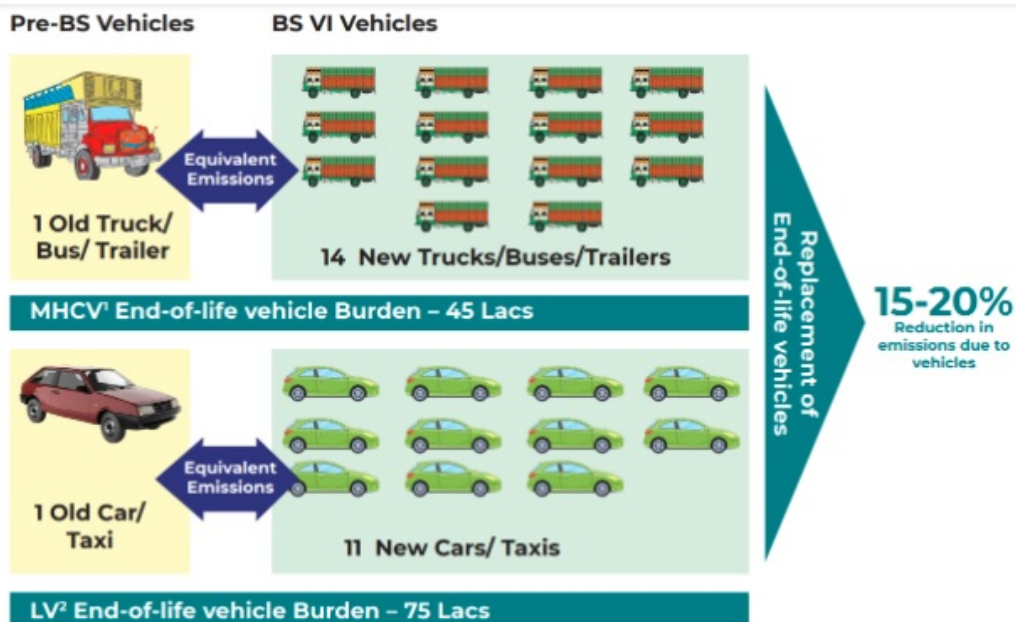 Pre-BS Vehicles
BS VI Vehicles
Equivalent
Emissions
1 Old Truck/
Bus/ Trailer
14 New Trucks/Buses/Trailers
MHCV¹ End-of-life vehicle Burden – 45 Lacs
Equivalent
Emissions
1 Old Car/
Taxi
11 New Cars/ Taxis
LV² End-of-life vehicle Burden – 75 Lacs
Replacement of
End-of-life vehicles
15-20%
Reduction in
emissions due to
vehicles